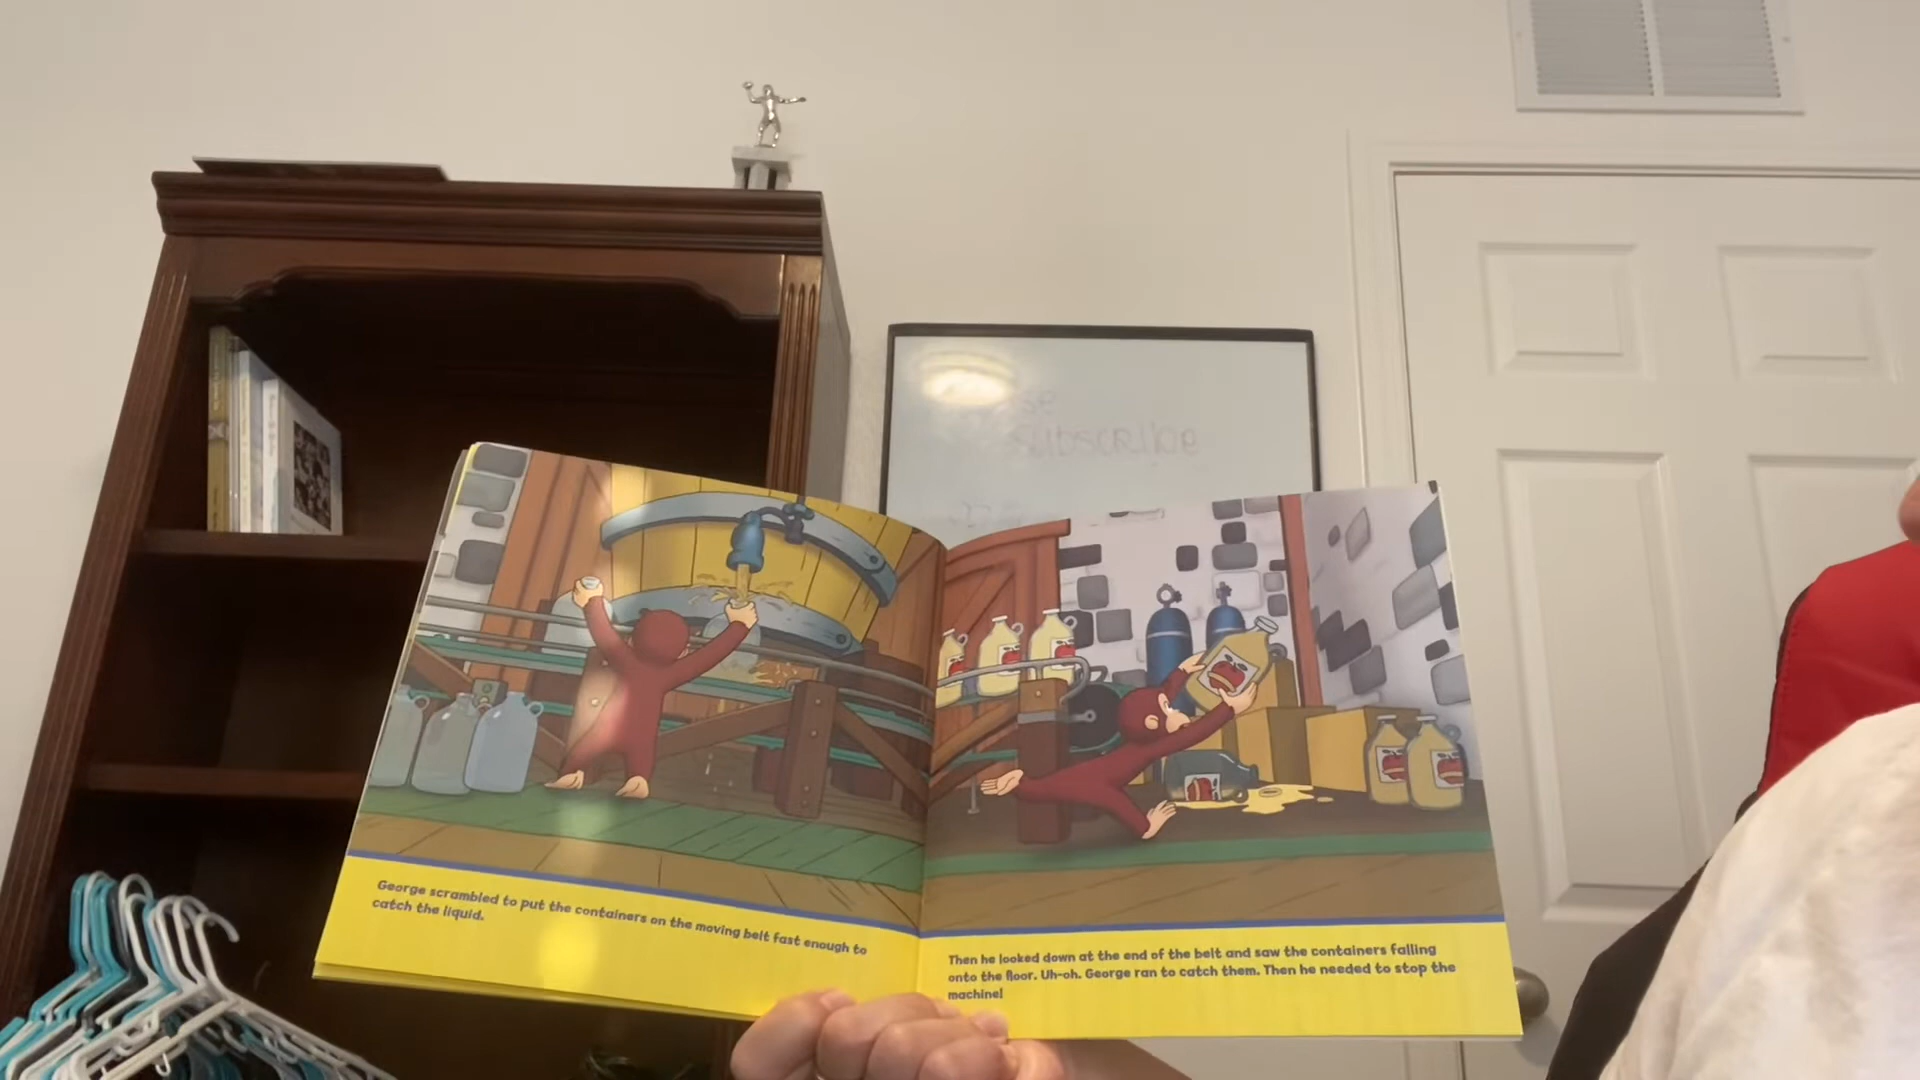 se
subscribe
George scrambled to put the containers on the moving belt fast enough to
catch the liquid.
Then he looked down at the end of the belt and saw the containers falling
onto the floor. Uh-oh. George ran to catch them. Then he needed to stop the
machine!